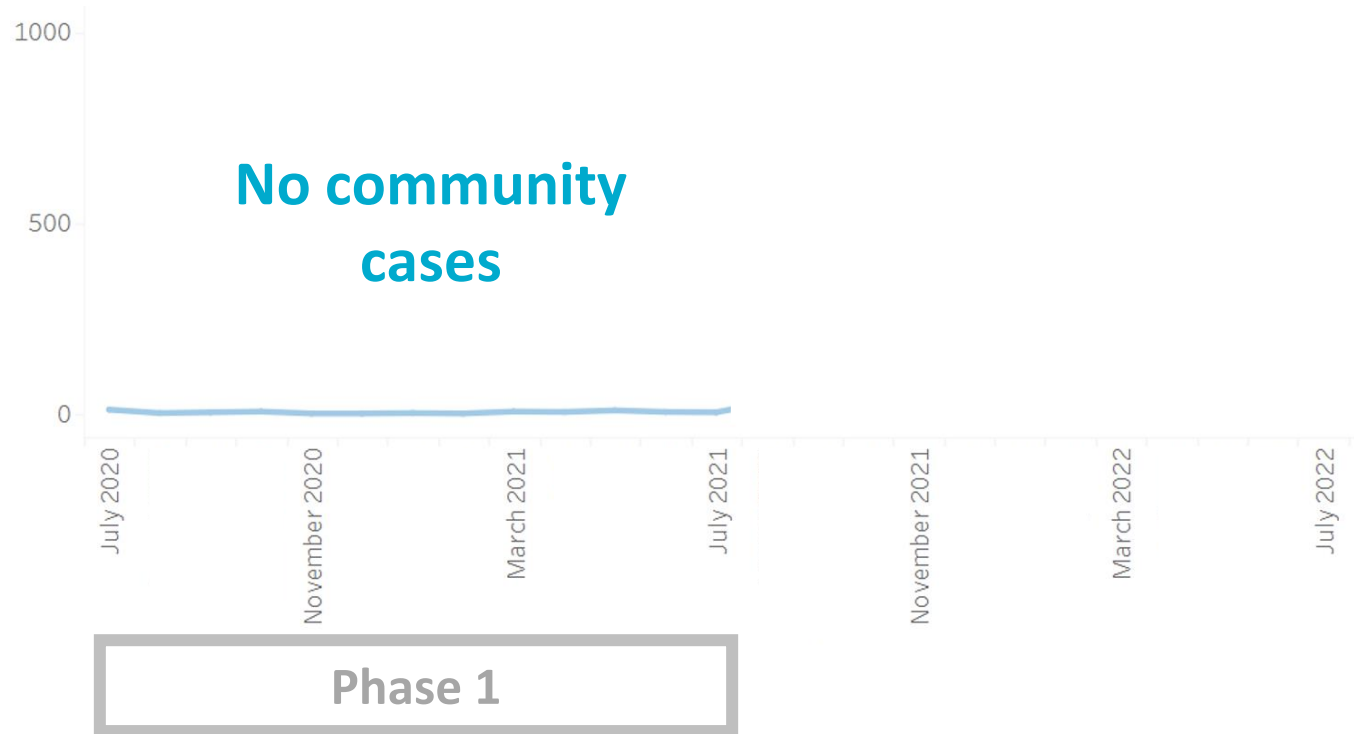 1000
No community
cases
500
0
July 2020
November 2020
March 2021
July 2021
November 2021
March 2022
July 2022
Phase 1